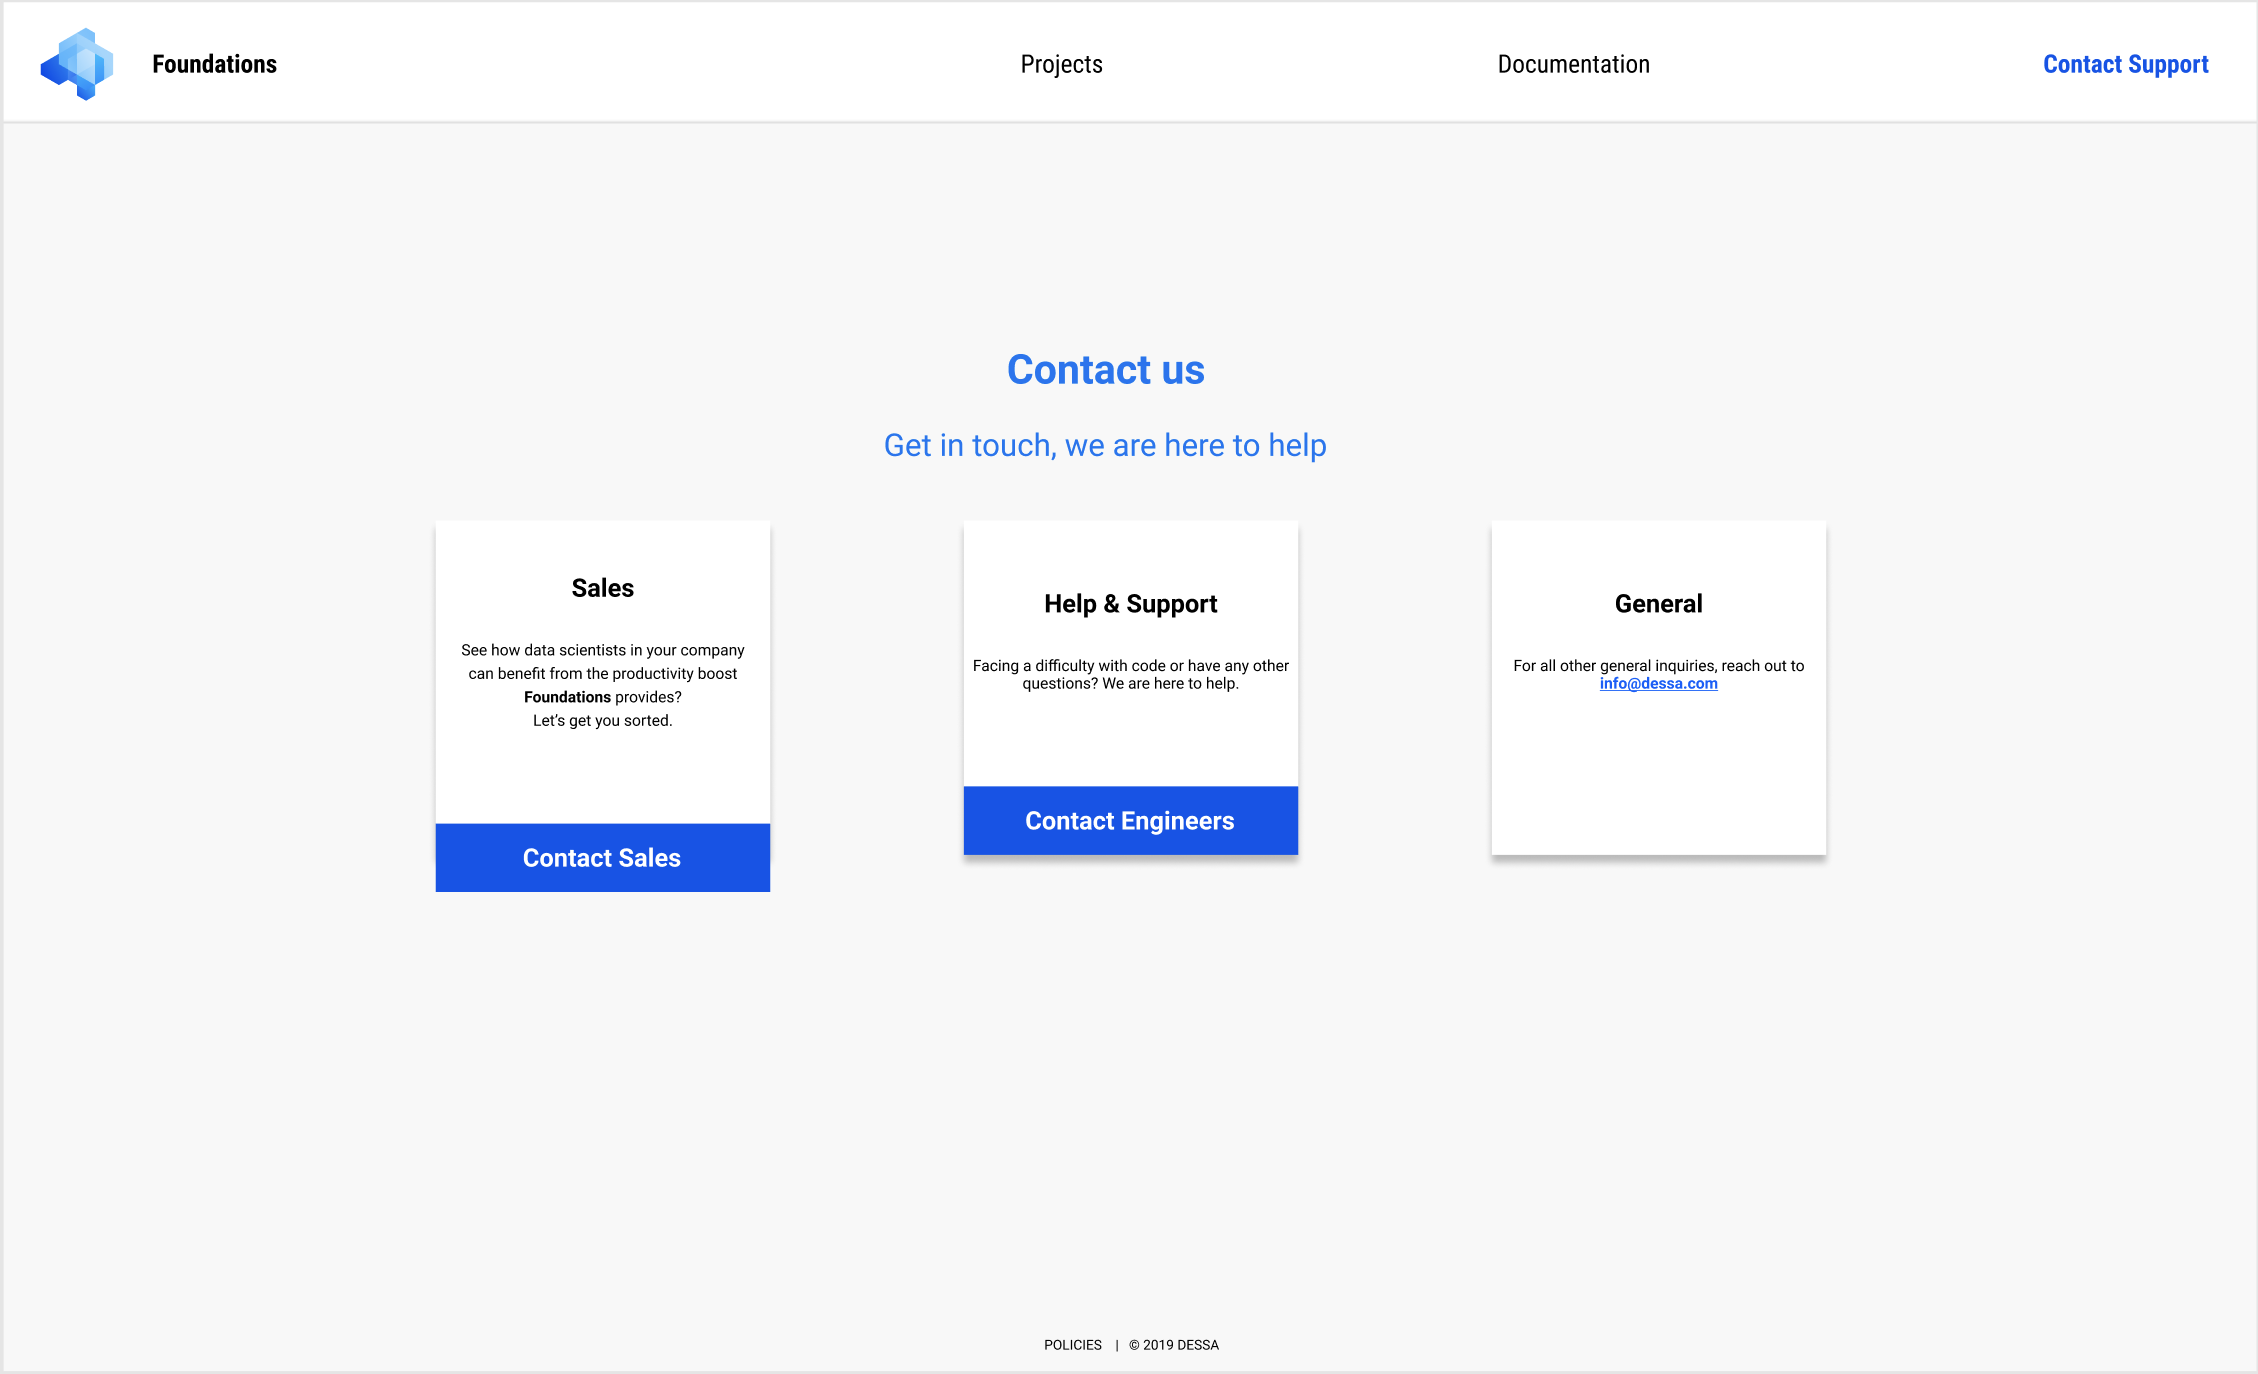 Foundations
Projects
Documentation
Contact Support
Contact us
Get in touch, we are here to help
Sales
See how data scientists in your company
can benefit from the productivity boost
Foundations provides?
Let's get you sorted.
Contact Sales
Help & Support
Facing a difficulty with code or have any other
questions? We are here to help.
Contact Engineers
General
For all other general inquiries, reach out to
info@dessa.com
POLICIES | © 2019 DESSA